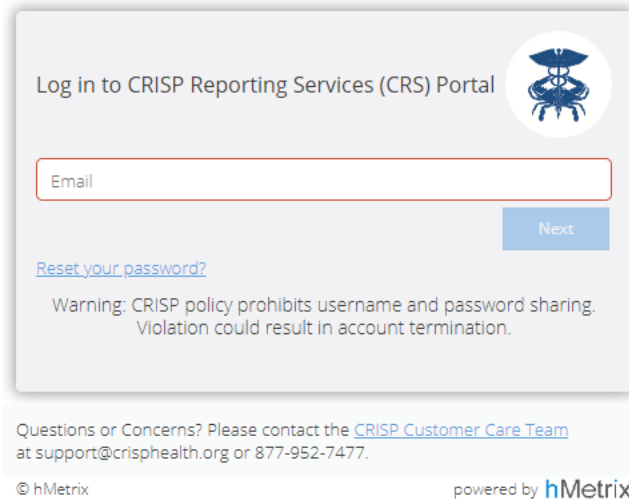 Log in to CRISP Reporting Services (CRS) Portal
Email
Next
Reset your password?
Warning: CRISP policy prohibits username and password sharing.
Violation could result in account termination.
Questions or Concerns? Please contact the CRISP Customer Care Team
at support@crisphealth.org or 877-952-7477.
© hMetrix
powered by hMetrix